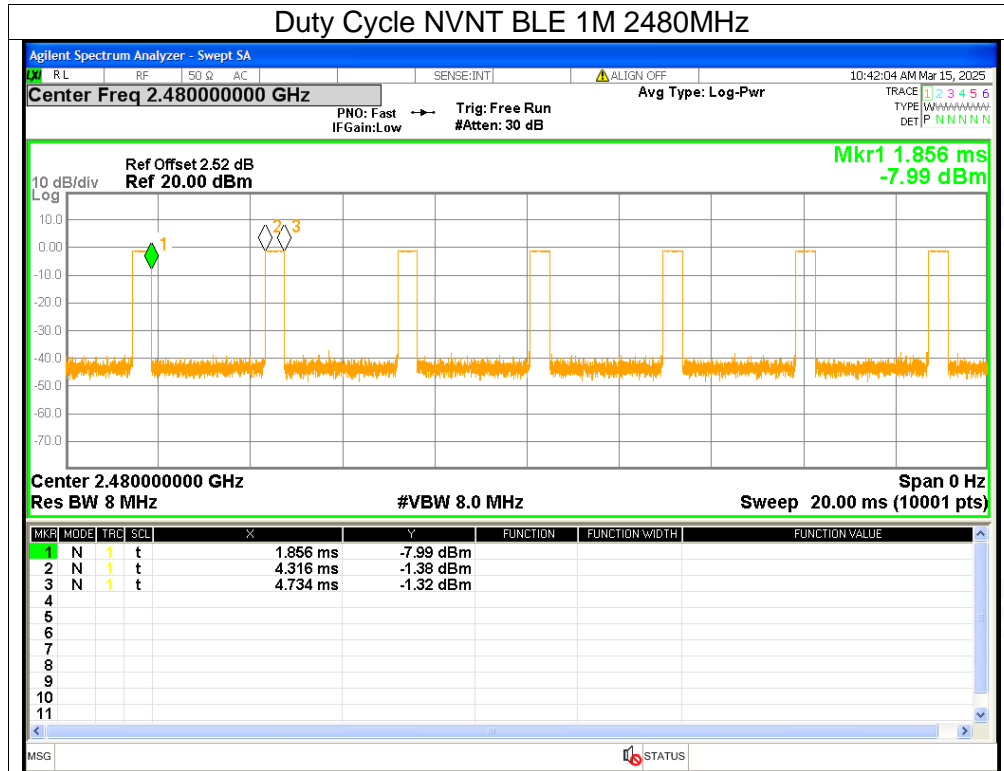 Duty Cycle NVNT BLE 1M 2480MHz
Agilent Spectrum Analyzer - Swept SA
LXI RL RF 50 Ω AC SENSE:INT ALIGN OFF 10:42:04 AM Mar 15, 2025
Center Freq 2.480000000 GHz
PNO: Fast
IFGain:Low
Trig: Free Run
#Atten: 30 dB
Avg Type: Log-Pwr
TRACE 1 2 3 4 5 6
TYPE W
DET P N N N N N
Mkr1 1.856 ms
-7.99 dBm
Ref Offset 2.52 dB
10 dB/div Ref 20.00 dBm
Log
10.0
0.00
-10.0
-20.0
-30.0
-40.0
-50.0
-60.0
-70.0
1
2 3
Center 2.480000000 GHz Span 0 Hz
Res BW 8 MHz #VBW 8.0 MHz Sweep 20.00 ms (10001 pts)
MKR MODE TRC SCL X Y FUNCTION FUNCTION WIDTH FUNCTION VALUE
1 N 1 t 1.856 ms -7.99 dBm
2 N 1 t 4.316 ms -1.38 dBm
3 N 1 t 4.734 ms -1.32 dBm
4
5
6
7
8
9
10
11
MSG STATUS